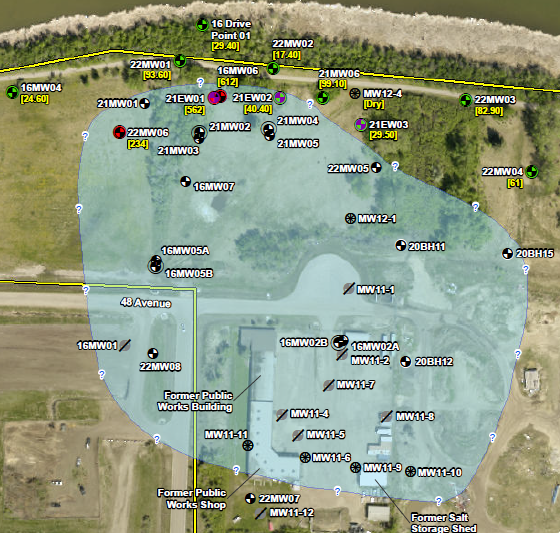 16 Drive
Point 01
[29.40]
22MW01
[93.60]
22MW02
[17.40]
16MW06
[612]
21MW06
[99.10]
16MW04
[24.60]
21MW01
21EW01
[562]
21EW02
[40.40]
MW12-4
[Dry]
22MW03
[82.90]
22MW06
[234]
21MW02
21MW03
21MW04
21MW05
21EW03
[29.50]
22MW05
?
22MW04
[61]
16MW07
MW12-1
20BH11
20BH15
16MW05A
16MW05B
MW11-1
48 Avenue
16MW01
22MW08
16MW02B
16MW02A
MW11-2
20BH12
MW11-7
Former Public
Works Building
MW11-4
MW11-8
MW11-11
MW11-5
MW11-6
MW11-9
MW11-10
Former Public
Works Shop
22MW07
MW11-12
Former Salt
Storage Shed
?
?
?
?
?
?
?
?
?
?
?
?
?